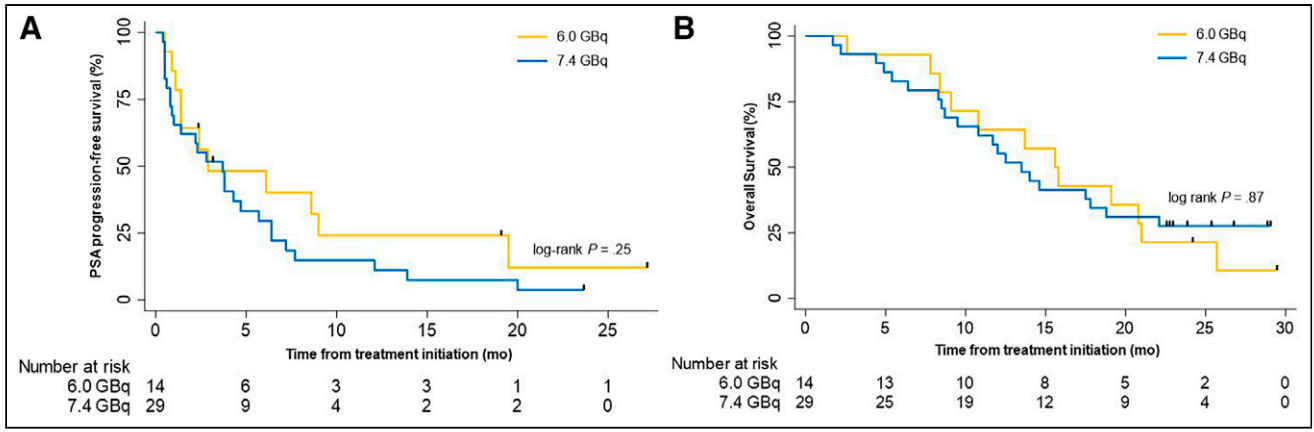 A
100
75
50
25
0
PSA progression-free survival (%)
6.0 GBq
7.4 GBq
log-rank P = .25
0 5 10 15 20 25
Time from treatment initiation (mo)
Number at risk
6.0 GBq 14 6 3 3 1 1
7.4 GBq 29 9 4 2 2 0
B
100
75
50
25
0
Overall Survival (%)
6.0 GBq
7.4 GBq
log rank P = .87
0 5 10 15 20 25 30
Time from treatment initiation (mo)
Number at risk
6.0 GBq 14 13 10 8 5 2 0
7.4 GBq 29 25 19 12 9 4 0